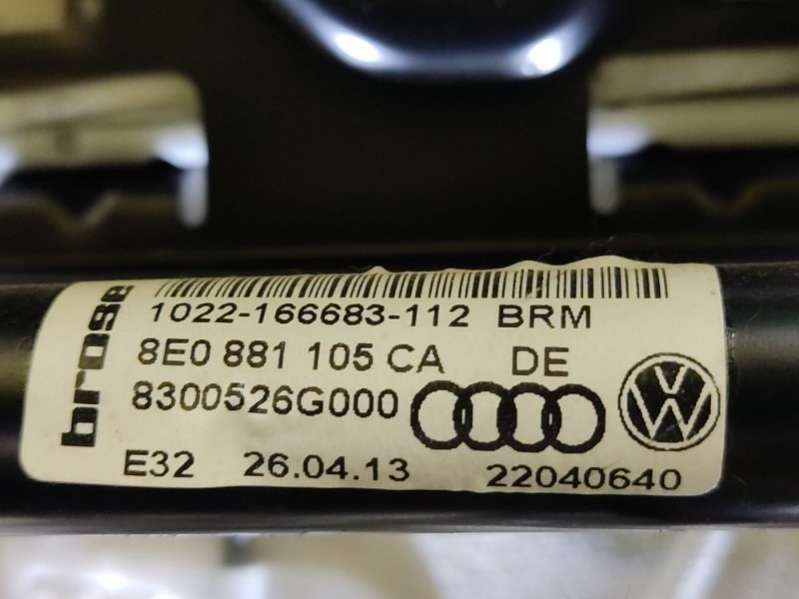 brose
1022-166683-112 BRM
8E0 881 105 CA DE
8300526G000
E32 26.04.13 22040640